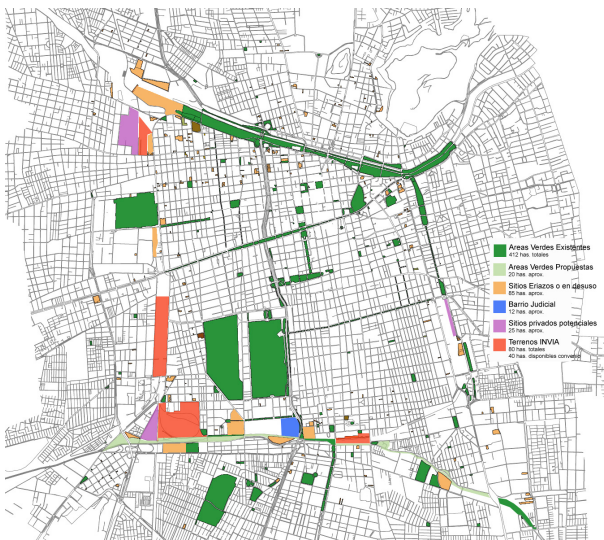 Areas Verdes Existentes
412 has. totales
Areas Verdes Propuestas
20 has. aprox.
Sitios Eriazos o en desuso
85 has. aprox.
Barrio Judicial
12 has. aprox.
Sitios privados potenciales
25 has. aprox.
Terrenos INVIA
80 has. totales
40 has. disponibles convenio